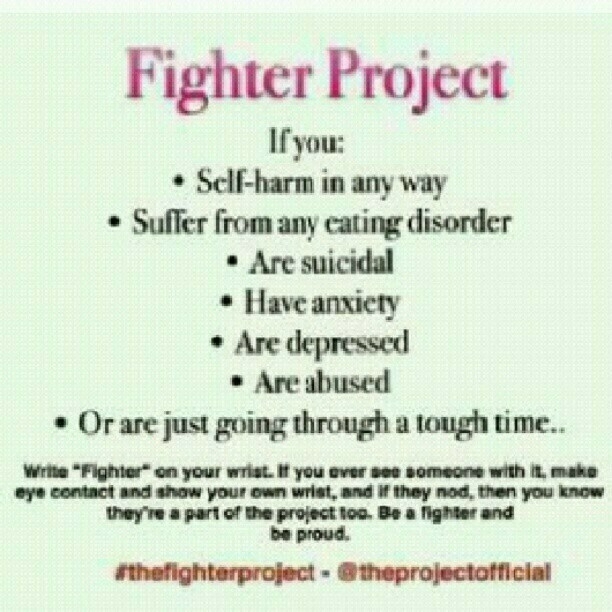 Fighter Project
If you:
• Self-harm in any way
• Suffer from any eating disorder
• Are suicidal
• Have anxiety
• Are depressed
• Are abused
• Or are just going through a tough time..
Write "Fighter" on your wrist. If you ever see someone with it, make
eye contact and show your own wrist, and if they nod, then you know
they're a part of the project too. Be a fighter and
be proud.
#thefighterproject - @theprojectofficial